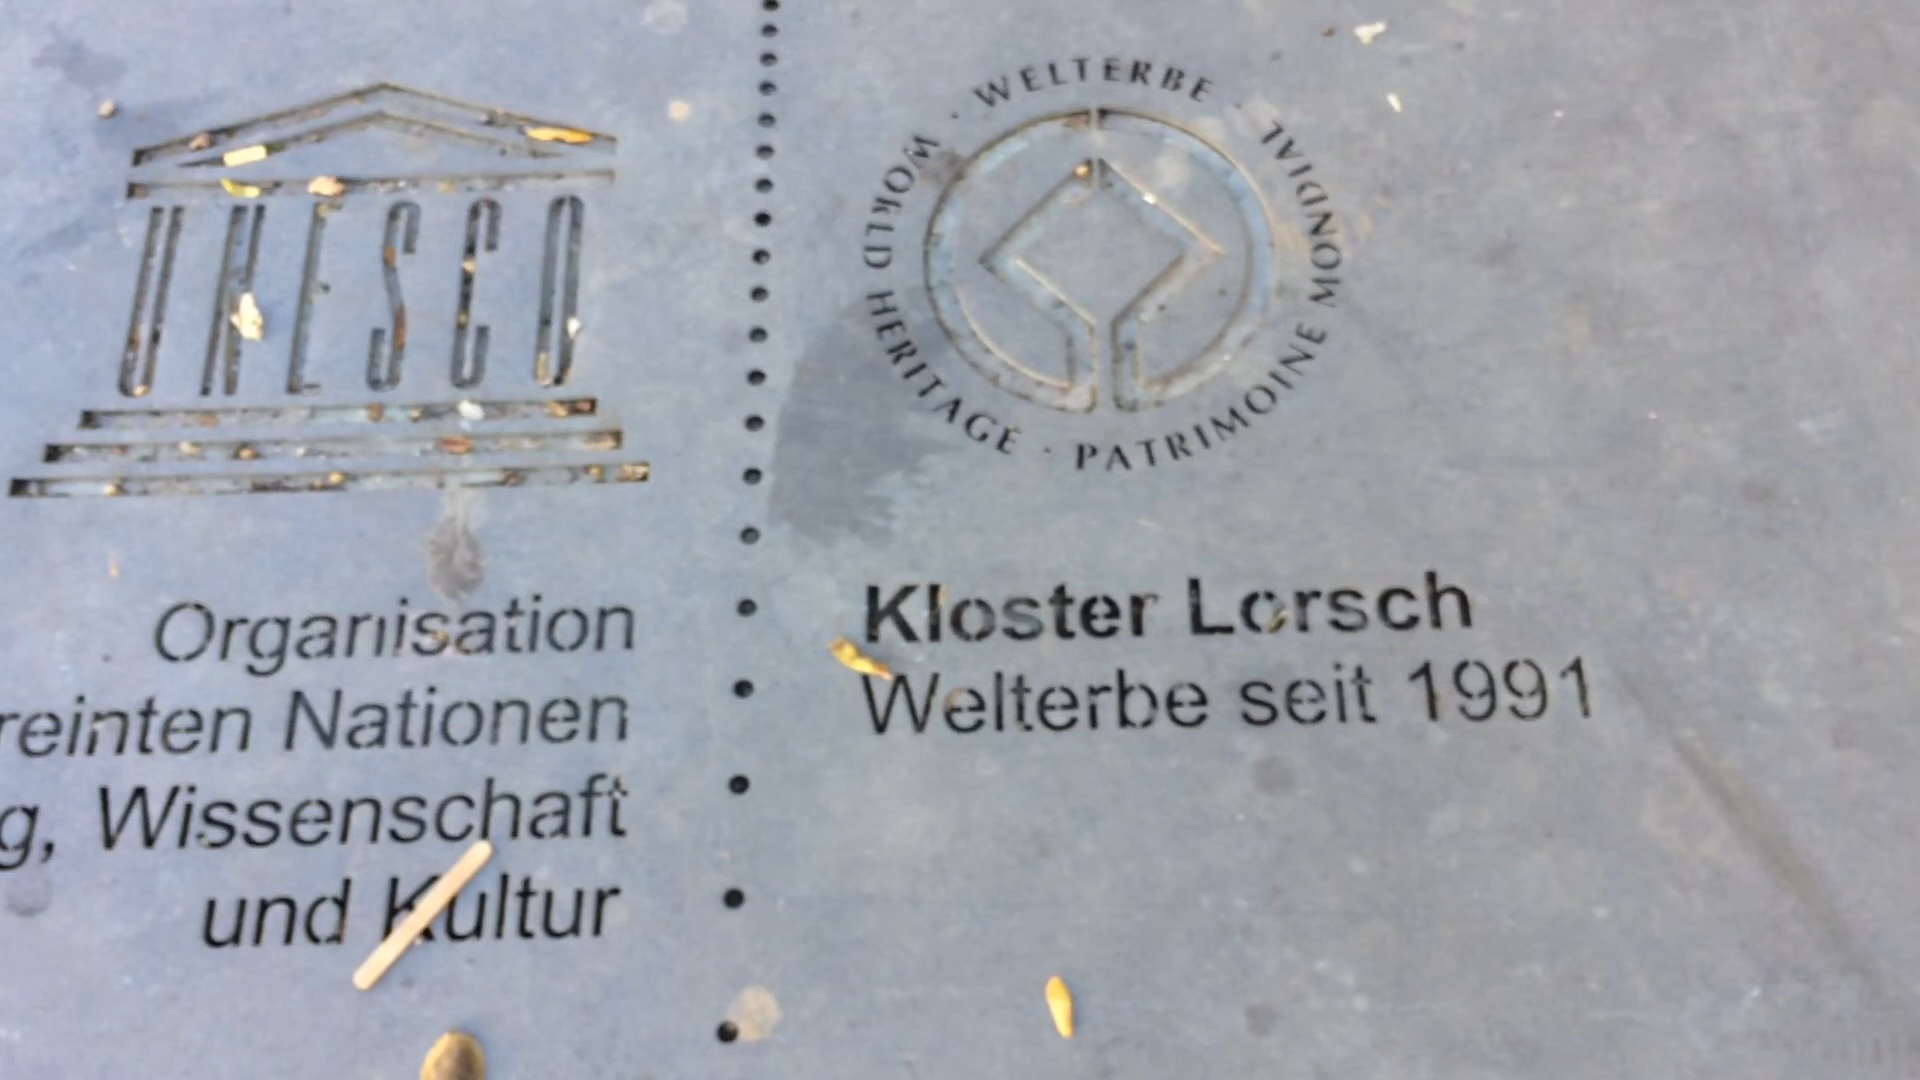 UNESCO
Organisation
reinten Nationen
g, Wissenschaft
und Kultur
WORLD HERITAGE · PATRIMOINE MONDIAL · WELTERBE ·
Kloster Lorsch
Welterbe seit 1991